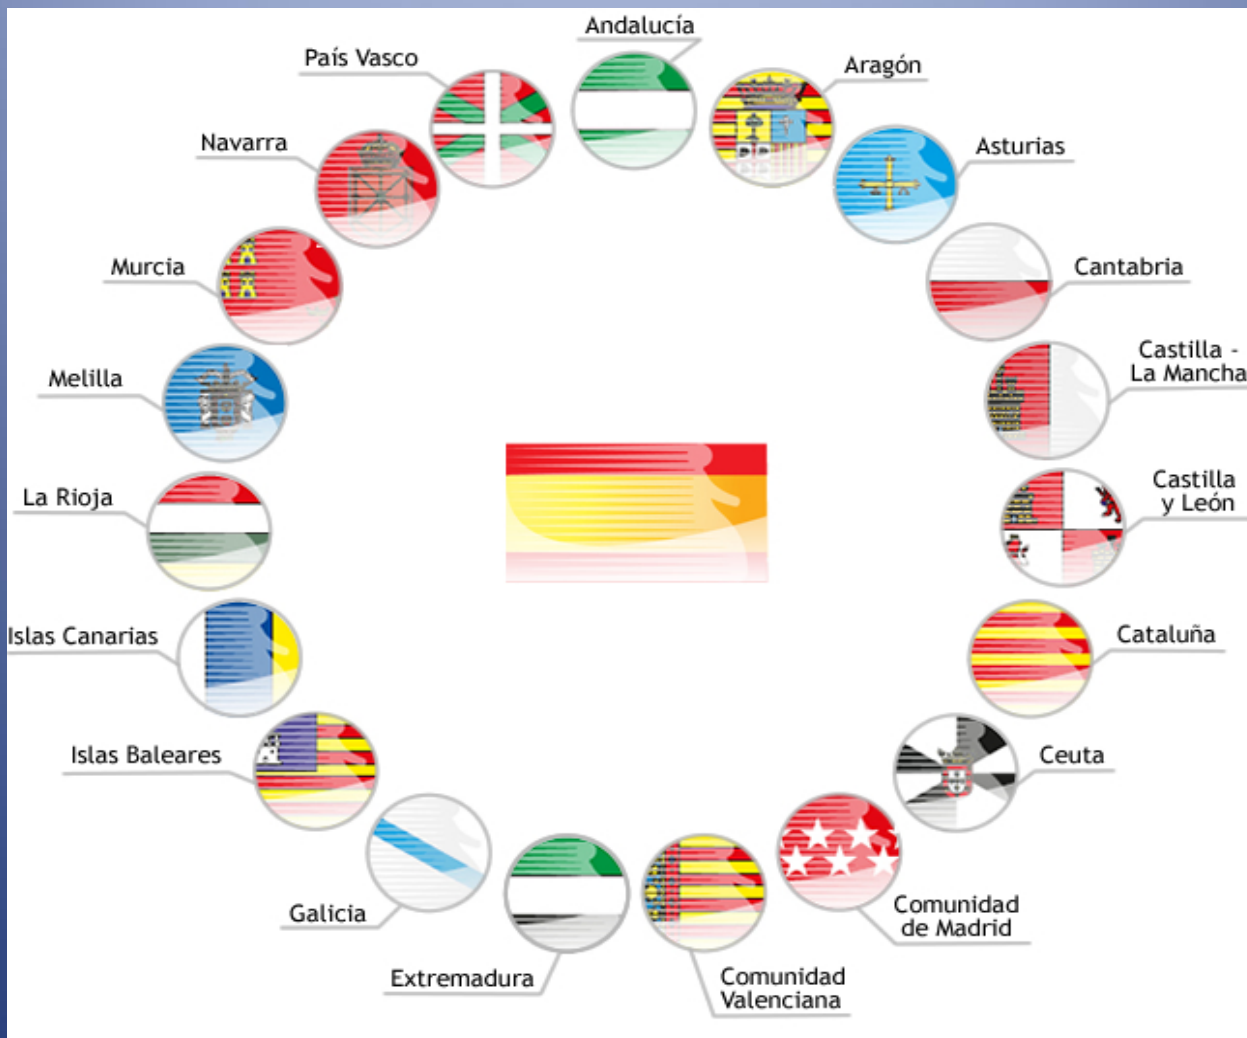 Andalucía
Aragón
Asturias
Cantabria
Castilla -
La Mancha
Castilla
y León
Cataluña
Ceuta
Comunidad
de Madrid
Comunidad
Valenciana
Extremadura
Galicia
Islas Baleares
Islas Canarias
La Rioja
Melilla
Murcia
Navarra
País Vasco